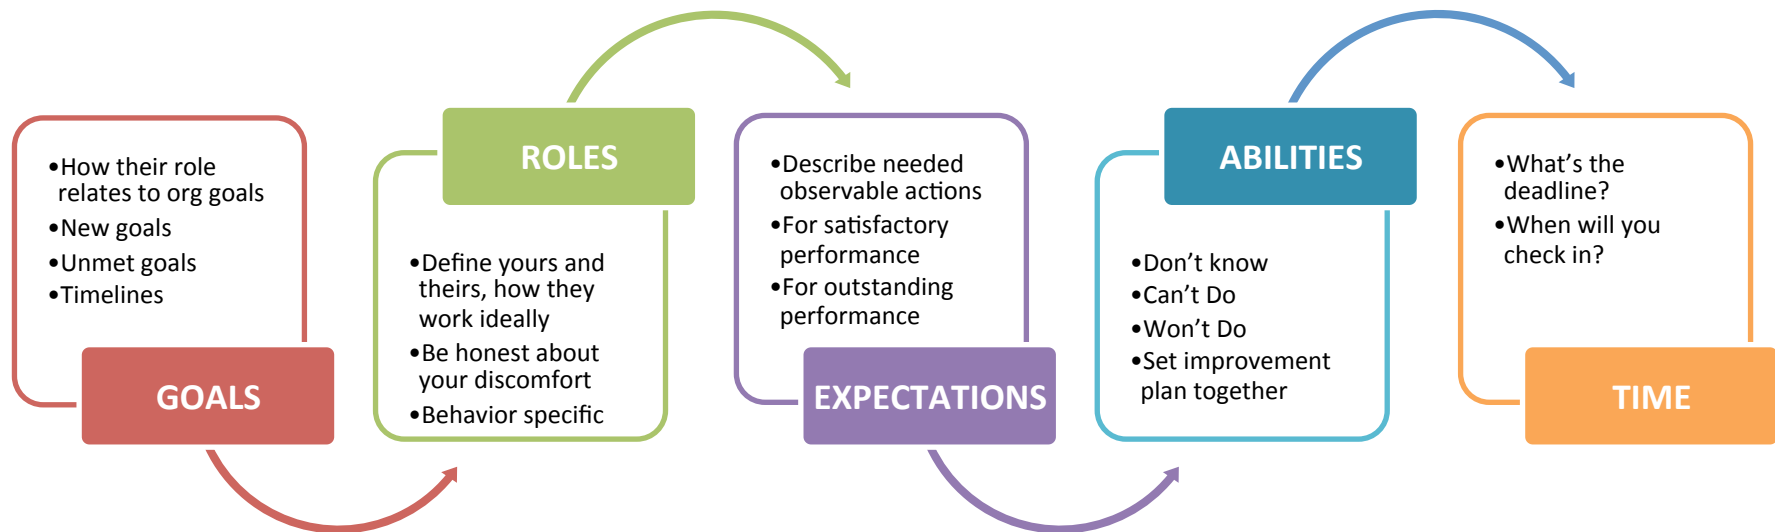 •How their role
relates to org goals
•New goals
•Unmet goals
•Timelines
GOALS
ROLES
•Define yours and
theirs, how they
work ideally
•Be honest about
your discomfort
•Behavior specific
•Describe needed
observable actions
•For satisfactory
performance
•For outstanding
performance
EXPECTATIONS
ABILITIES
•Don’t know
•Can’t Do
•Won’t Do
•Set improvement
plan together
•What’s the
deadline?
•When will you
check in?
TIME